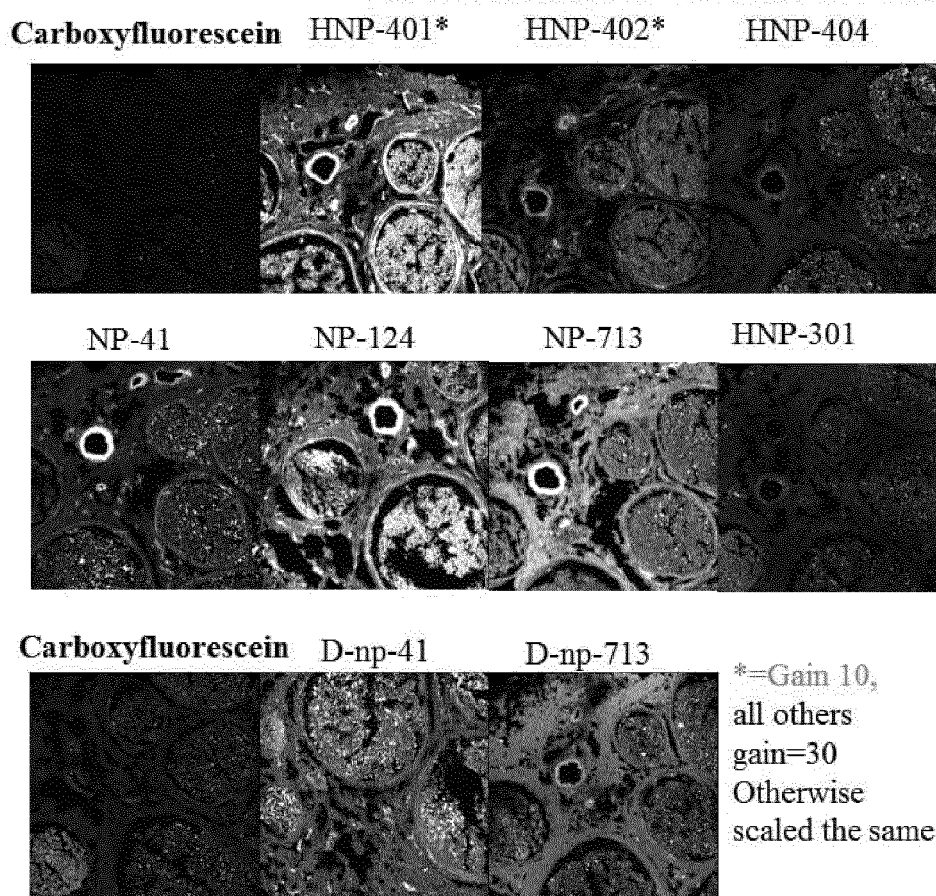 Carboxyfluorescein HNP-401* HNP-402* HNP-404
NP-41 NP-124 NP-713 HNP-301
Carboxyfluorescein D-np-41 D-np-713
*=Gain 10,
all others
gain=30
Otherwise
scaled the same